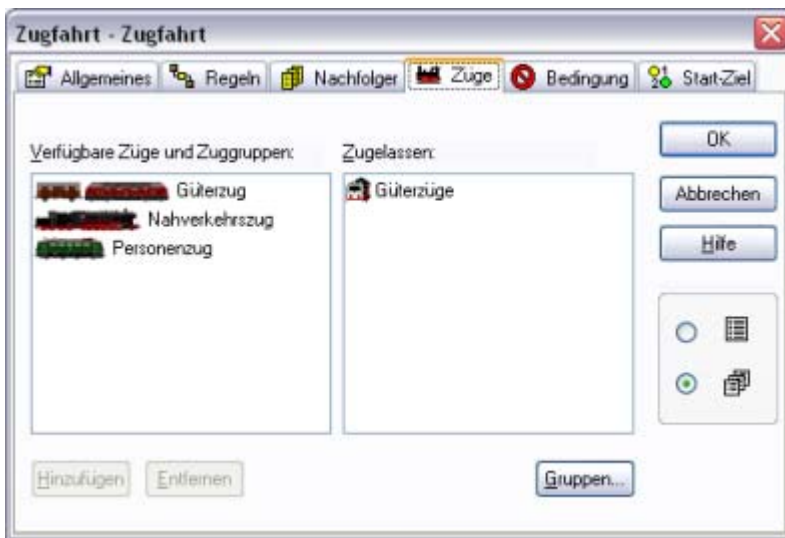 Zugfahrt - Zugfahrt
Allgemeines Regeln Nachfolger Züge Bedingung Start-Ziel
Verfügbare Züge und Zuggruppen: Zugelassen:
Güterzug
Nahverkehrszug
Personenzug
Güterzüge
OK
Abbrechen
Hilfe
Hinzufügen Entfernen Gruppen...